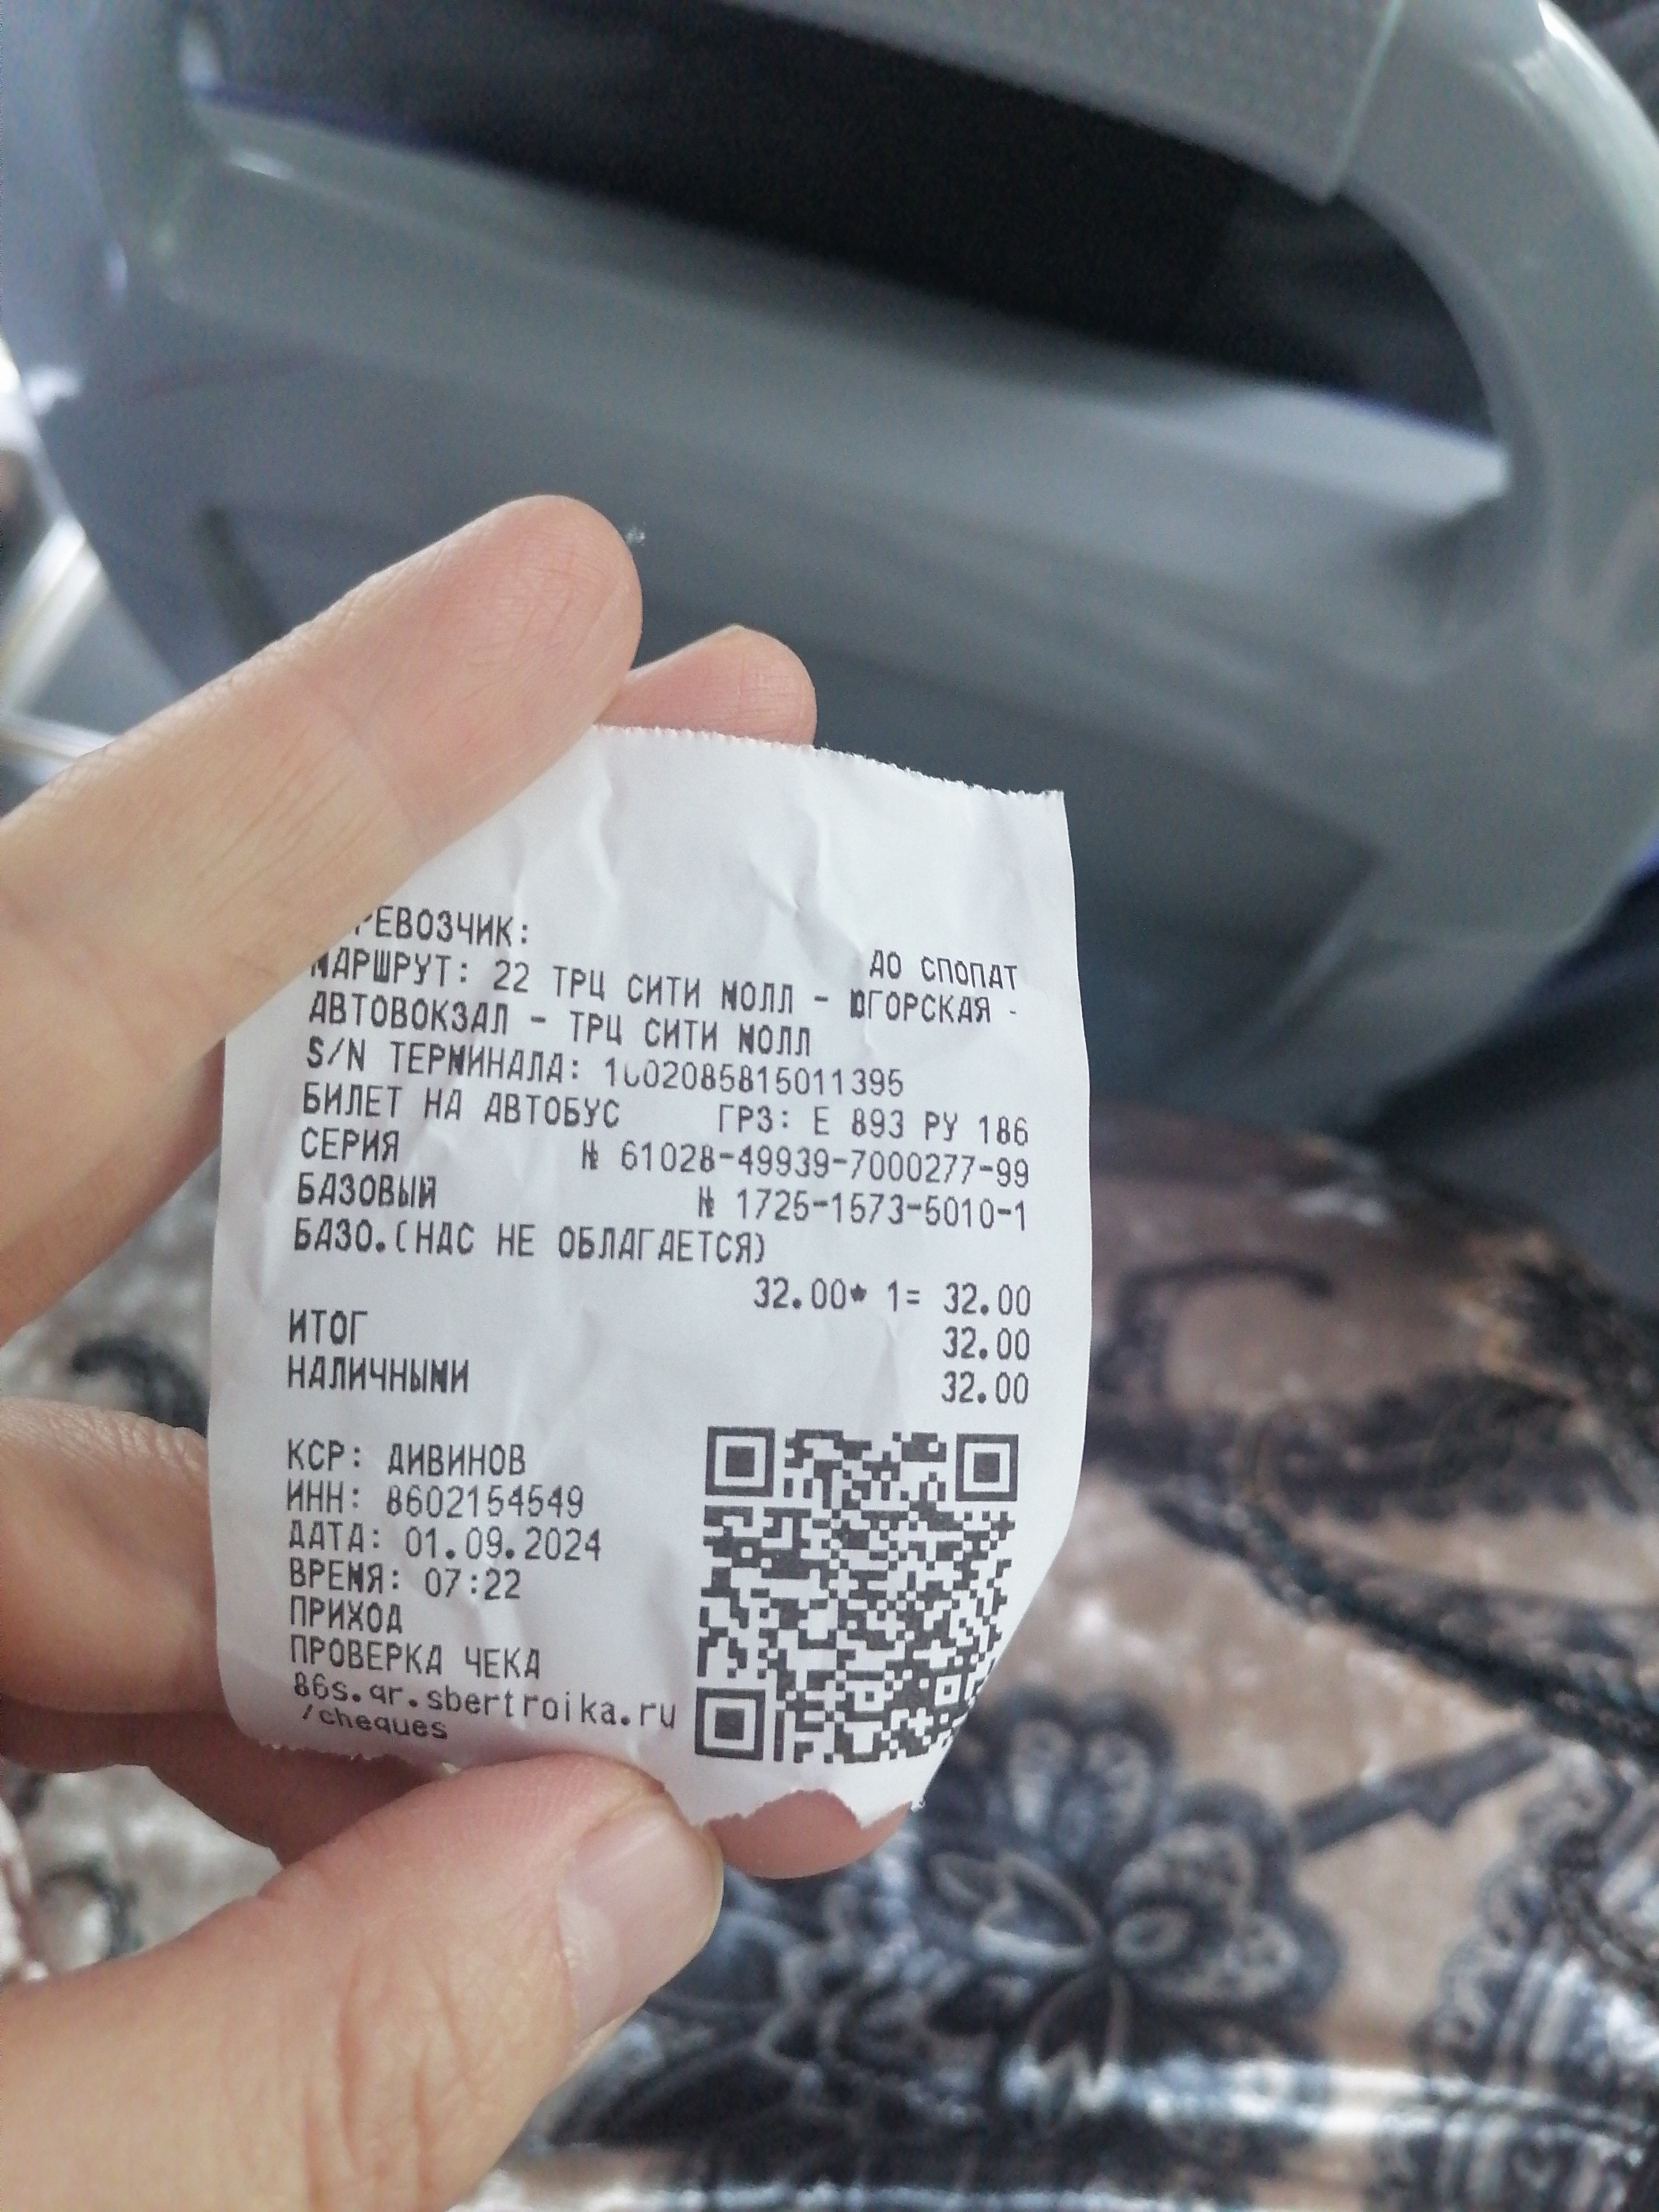 ПЕРЕВОЗЧИК:
ДО СПОПАТ
МАРШРУТ: 22 ТРЦ СИТИ МОЛЛ - ЮГОРСКАЯ -
АВТОВОКЗАЛ - ТРЦ СИТИ МОЛЛ
S/N ТЕРМИНАЛА:
БИЛЕТ НА АВТОБУС ГРЗ: Е 893 РУ 186
СЕРИЯ № 61028-49939-7000277-99
БАЗОВЫЙ № 1725-1573-5010-1
БАЗО.(НДС НЕ ОБЛАГАЕТСЯ)
32.00* 1= 32.00
ИТОГ 32.00
НАЛИЧНЫМИ 32.00
КСР: ДИВИНОВ
ИНН: 8602154549
ДАТА: 01.09.2024
ВРЕМЯ: 07:22
ПРИХОД
ПРОВЕРКА ЧЕКА
86s.qr.sbertroika.ru
/cheques